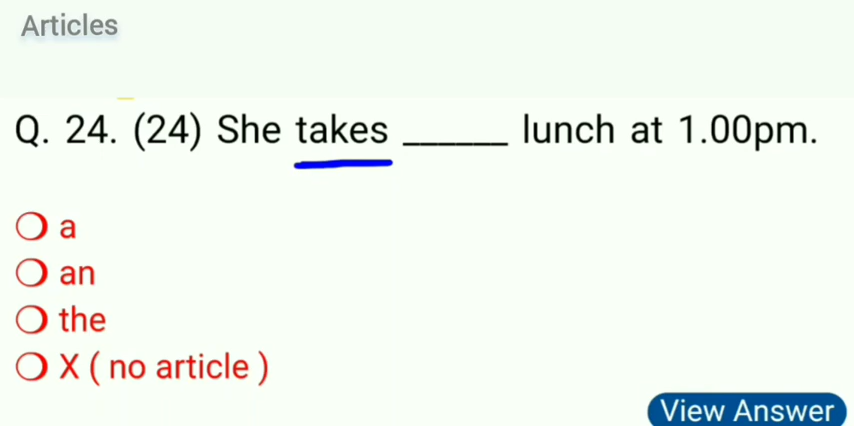 Articles
Q. 24. (24) She takes ______ lunch at 1.00pm.
a
an
the
X ( no article )
View Answer